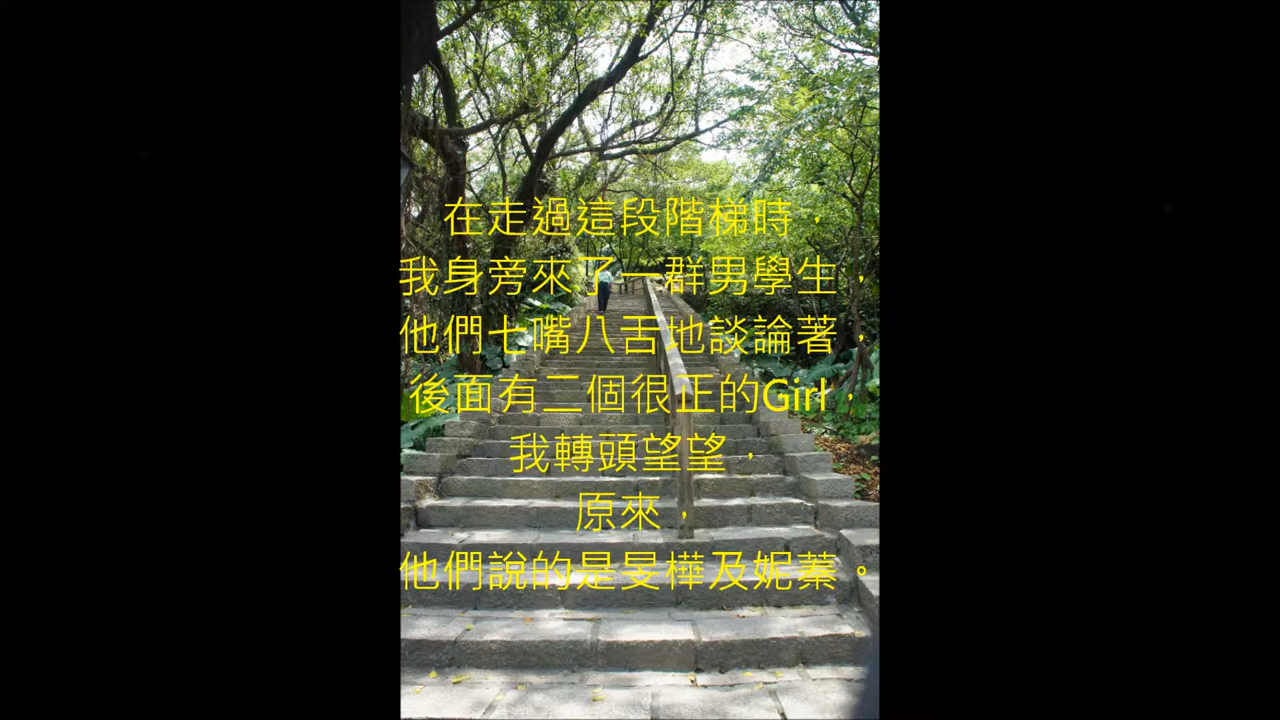 在走過這段階梯時，
我身旁來了一群男學生，
他們七嘴八舌地談論著，
後面有二個很正的Girl，
我轉頭望望，
原來，
他們說的是旻樺及妮蓁。